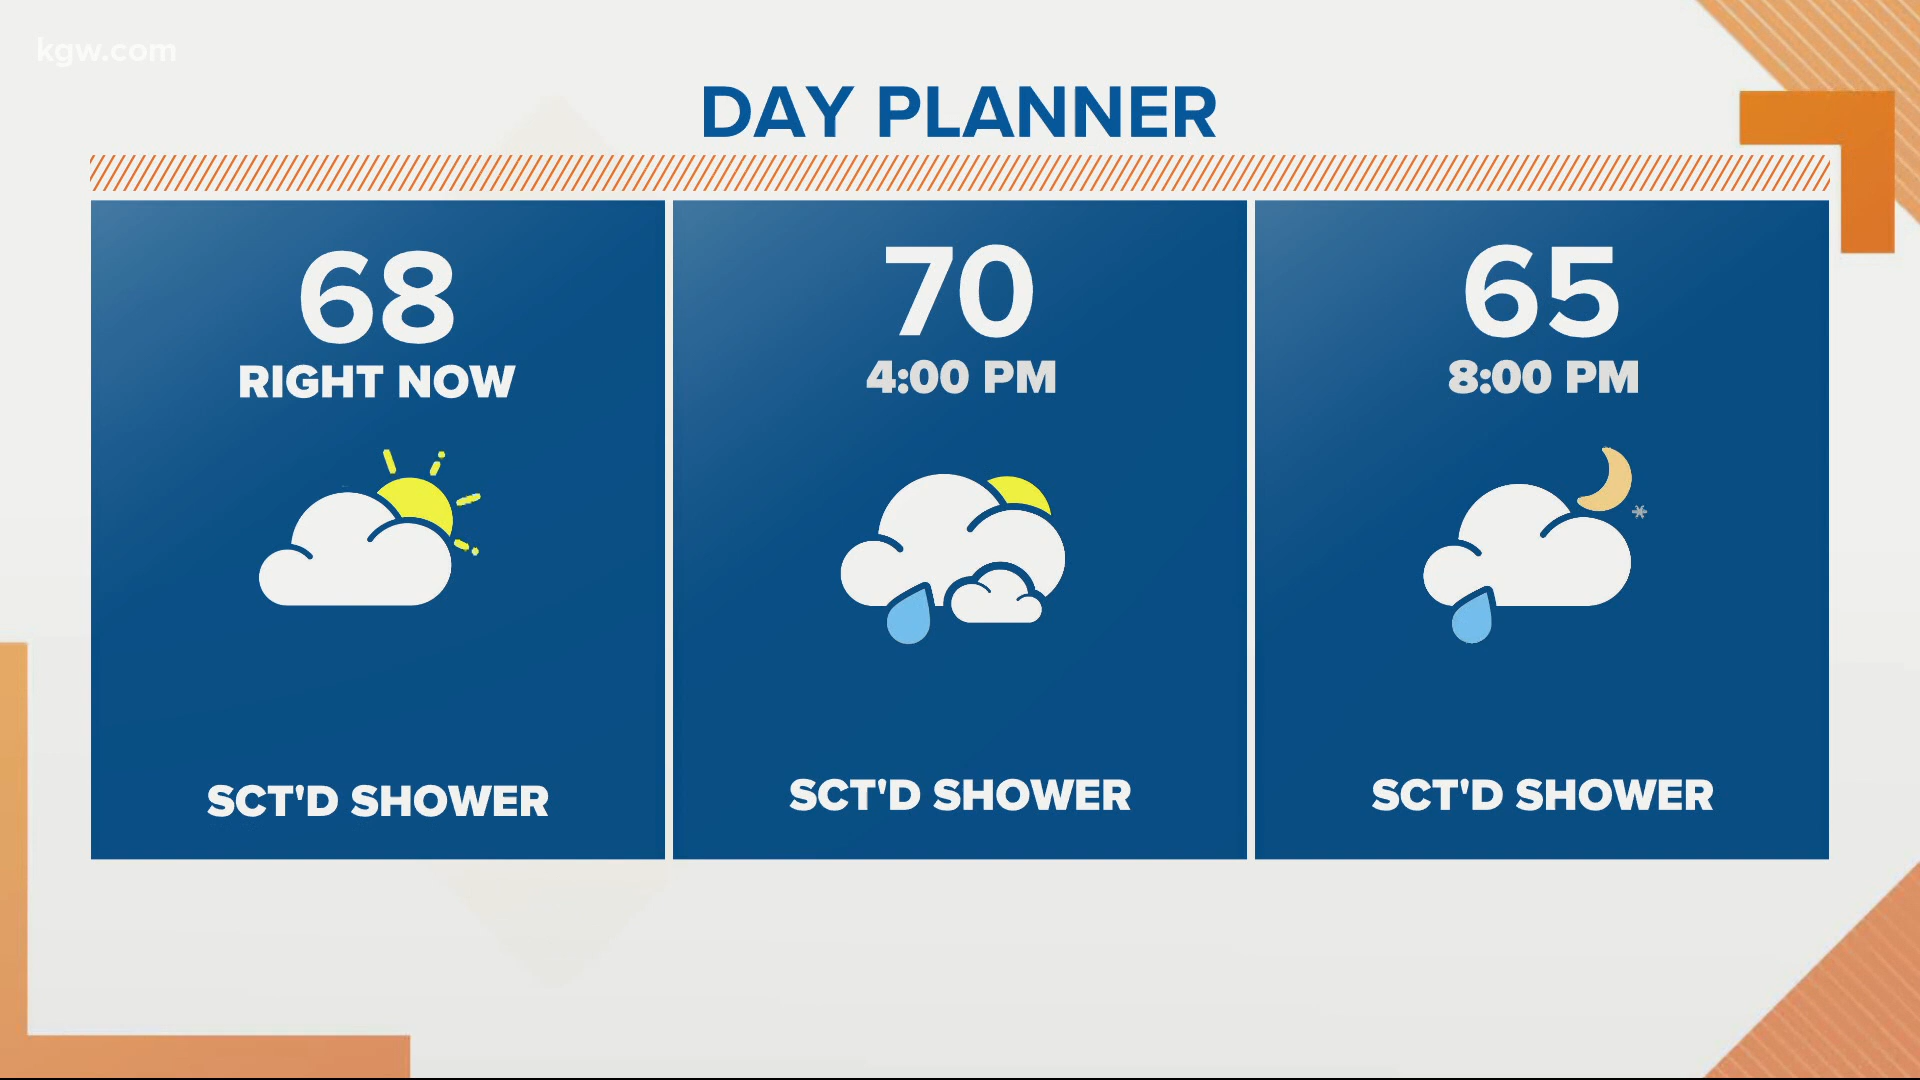 kgw.com
DAY PLANNER
68
RIGHT NOW
SCT'D SHOWER
70
4:00 PM
SCT'D SHOWER
65
8:00 PM
SCT'D SHOWER